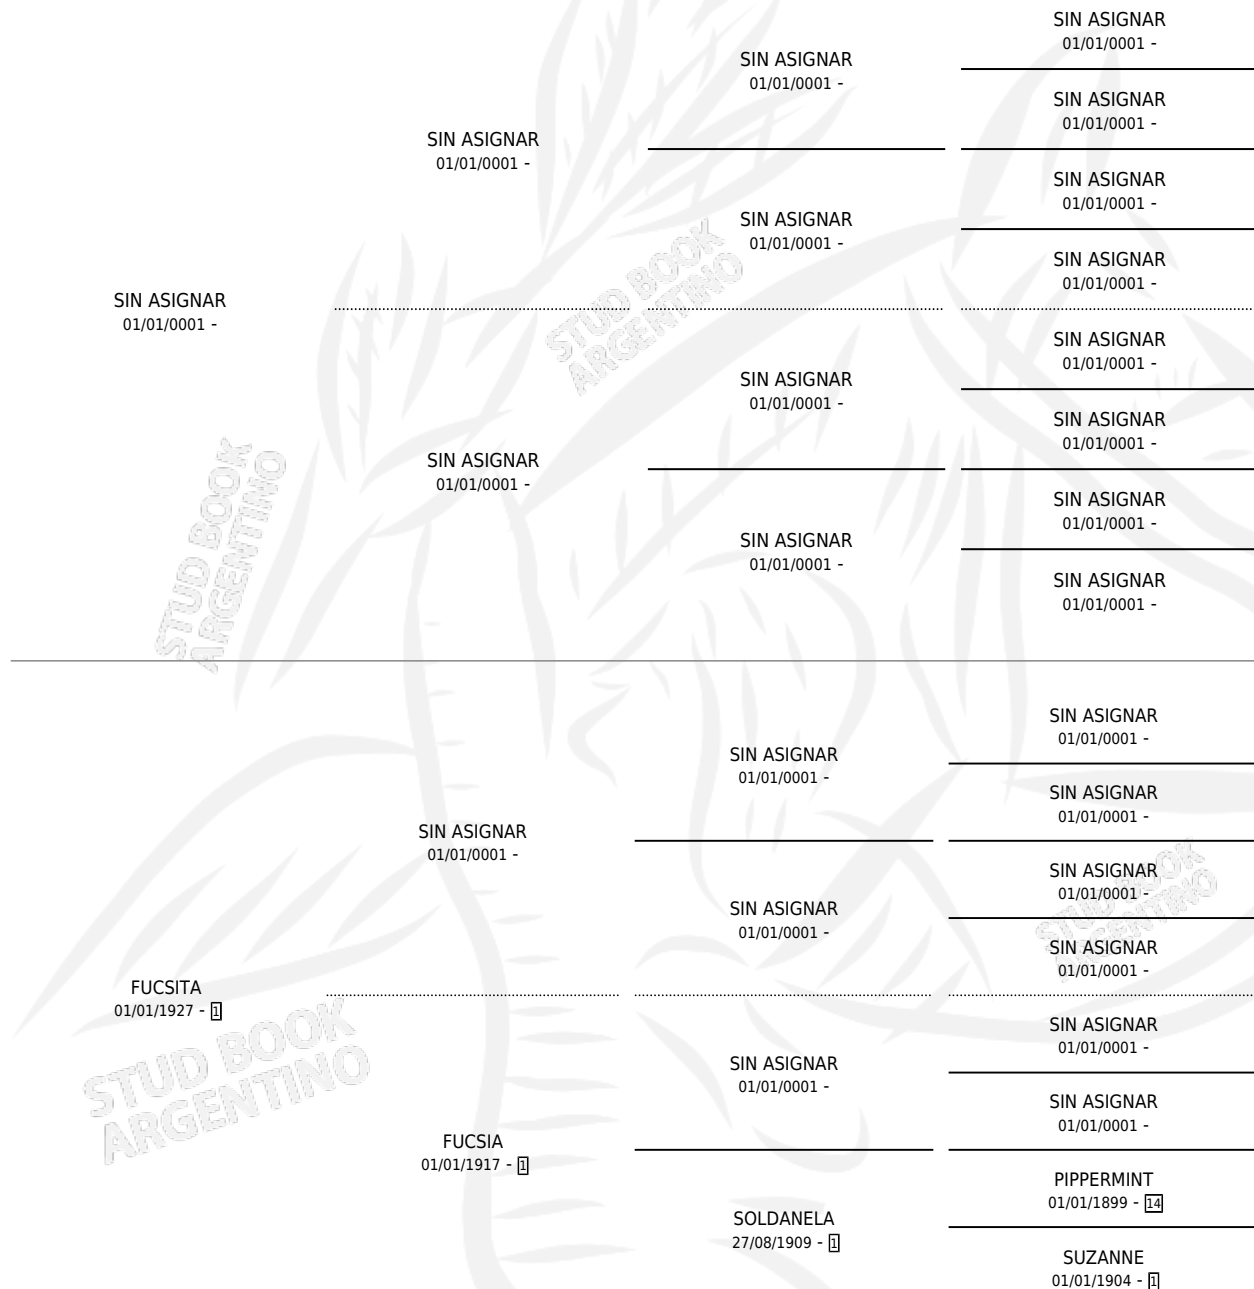 SIN ASIGNAR
01/01/0001 -
SIN ASIGNAR
01/01/0001 -
SIN ASIGNAR
01/01/0001 -
SIN ASIGNAR
01/01/0001 -
SIN ASIGNAR
01/01/0001 -
SIN ASIGNAR
01/01/0001 -
SIN ASIGNAR
01/01/0001 -
SIN ASIGNAR
01/01/0001 -
SIN ASIGNAR
01/01/0001 -
STUD BOOK
ARGENTINO
SIN ASIGNAR
01/01/0001 -
SIN ASIGNAR
01/01/0001 -
SIN ASIGNAR
01/01/0001 -
SIN ASIGNAR
01/01/0001 -
SIN ASIGNAR
01/01/0001 -
SIN ASIGNAR
01/01/0001 -
STUD BOOK
ARGENTINO
SIN ASIGNAR
01/01/0001 -
SIN ASIGNAR
01/01/0001 -
SIN ASIGNAR
01/01/0001 -
SIN ASIGNAR
01/01/0001 -
SIN ASIGNAR
01/01/0001 -
SIN ASIGNAR
01/01/0001 -
SIN ASIGNAR
01/01/0001 -
STUD BOOK
ARGENTINO
SIN ASIGNAR
01/01/0001 -
FUCSITA
01/01/1927 - 1
STUD BOOK
ARGENTINO
SIN ASIGNAR
01/01/0001 -
SIN ASIGNAR
01/01/0001 -
SIN ASIGNAR
01/01/0001 -
FUCSIA
01/01/1917 - 1
PIPPERMINT
01/01/1899 - 14
SOLDANELA
27/08/1909 - 1
SUZANNE
01/01/1904 - 1